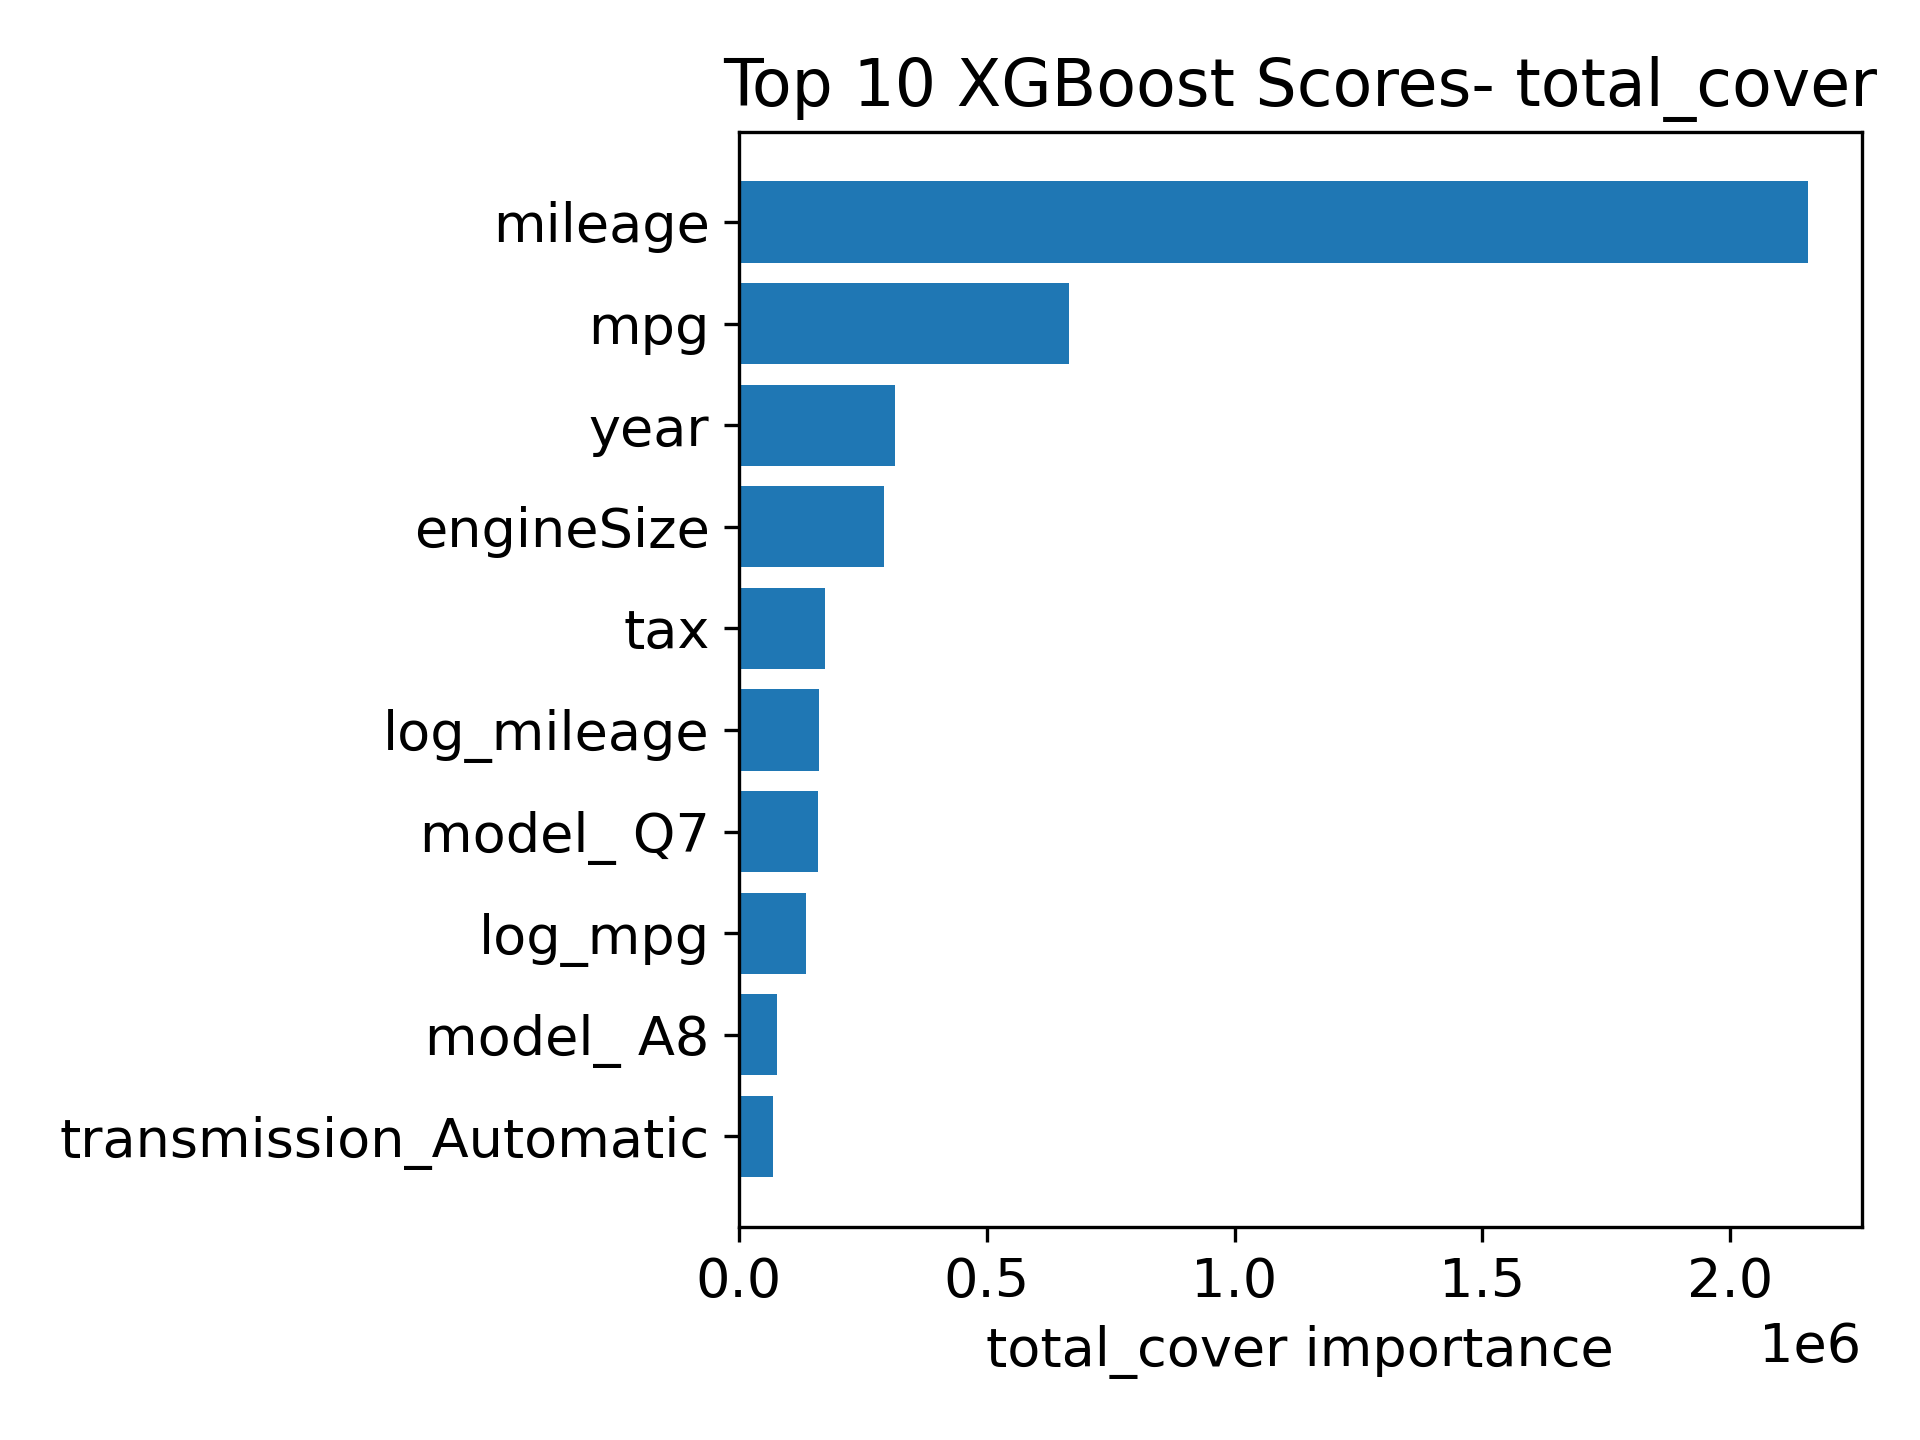 Top 10 XGBoost Scores- total_cover
mileage
mpg
year
engineSize
tax
log_mileage
model_ Q7
log_mpg
model_ A8
transmission_Automatic
0.0 0.5 1.0 1.5 2.0
total_cover importance
1e6